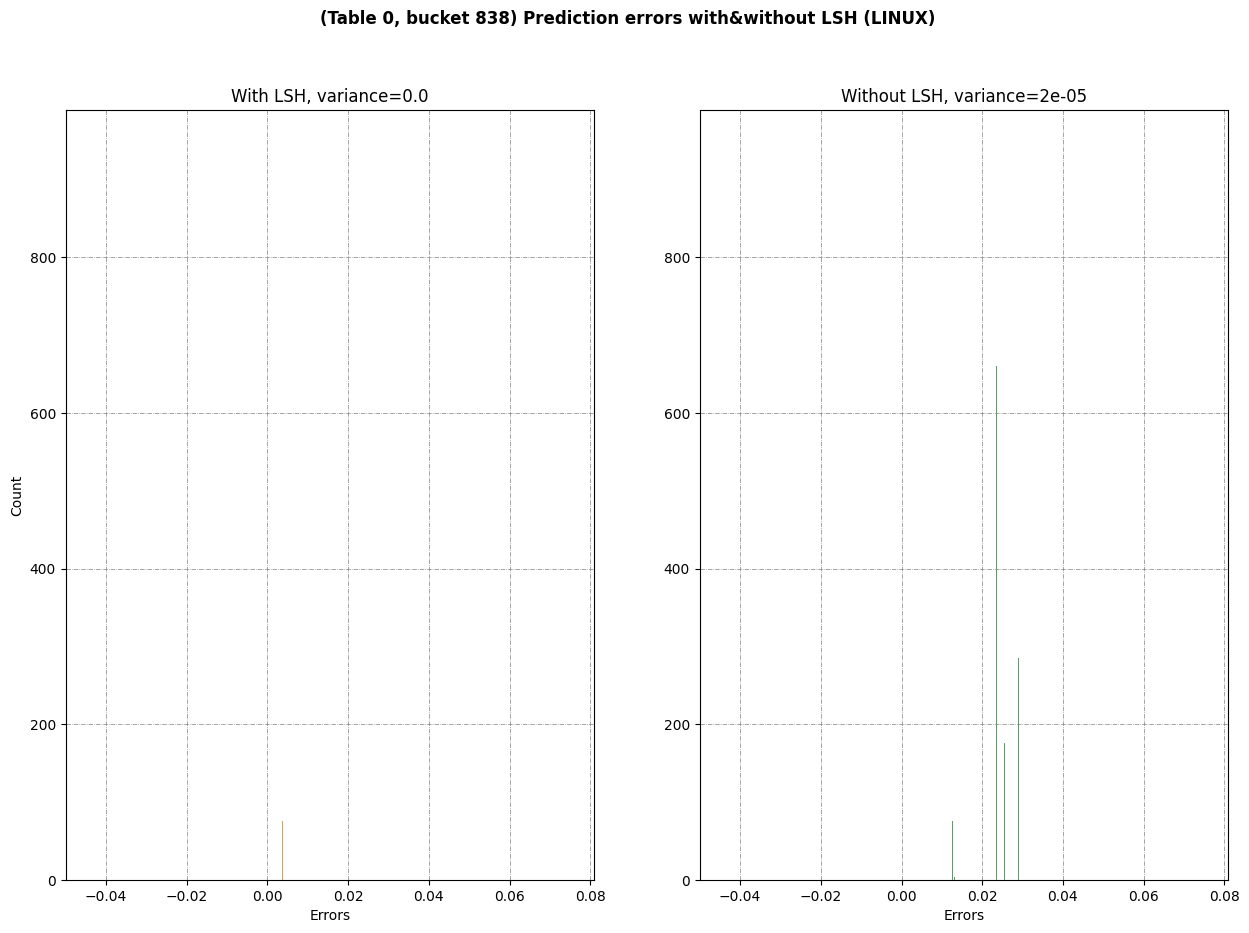 (Table 0, bucket 838) Prediction errors with&without LSH (LINUX)
With LSH, variance=0.0
Count
800
600
400
200
0
−0.04 −0.02 0.00 0.02 0.04 0.06 0.08
Errors
Without LSH, variance=2e-05
800
600
400
200
0
−0.04 −0.02 0.00 0.02 0.04 0.06 0.08
Errors